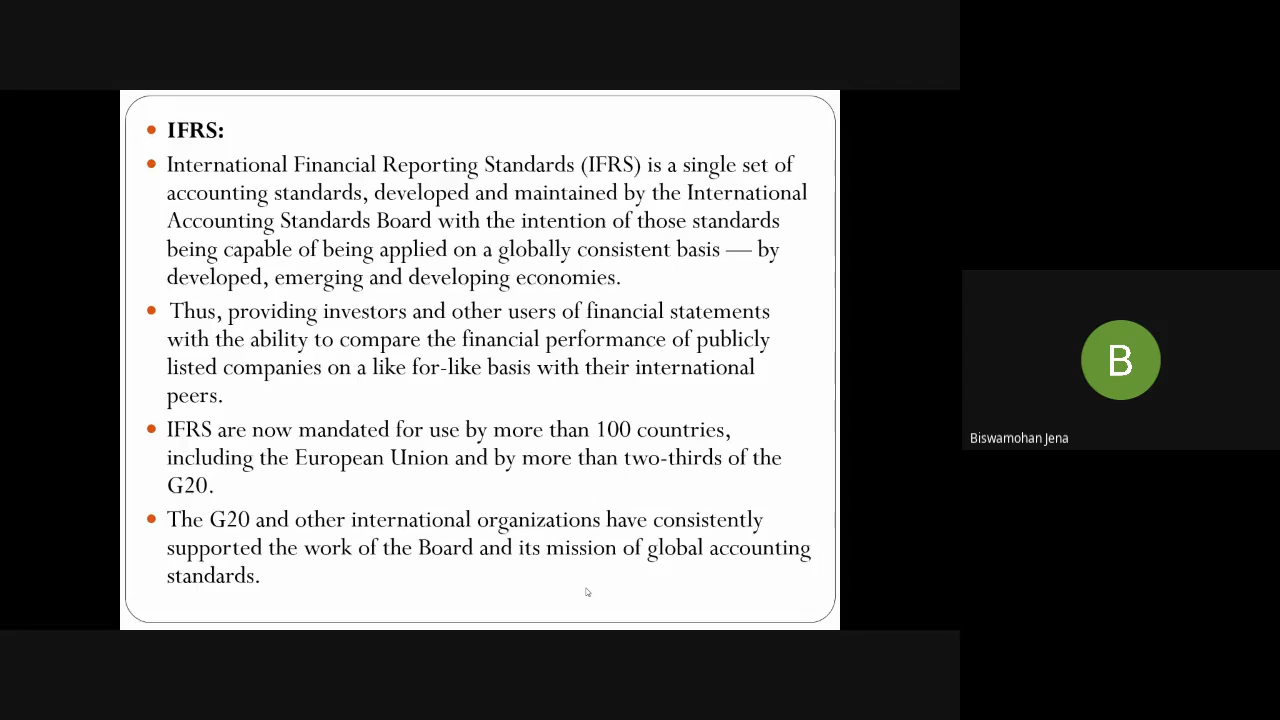 IFRS:
International Financial Reporting Standards (IFRS) is a single set of
accounting standards, developed and maintained by the International
Accounting Standards Board with the intention of those standards
being capable of being applied on a globally consistent basis — by
developed, emerging and developing economies.
Thus, providing investors and other users of financial statements
with the ability to compare the financial performance of publicly
listed companies on a like for-like basis with their international
peers.
IFRS are now mandated for use by more than 100 countries,
including the European Union and by more than two-thirds of the
G20.
The G20 and other international organizations have consistently
supported the work of the Board and its mission of global accounting
standards.
B
Biswamohan Jena